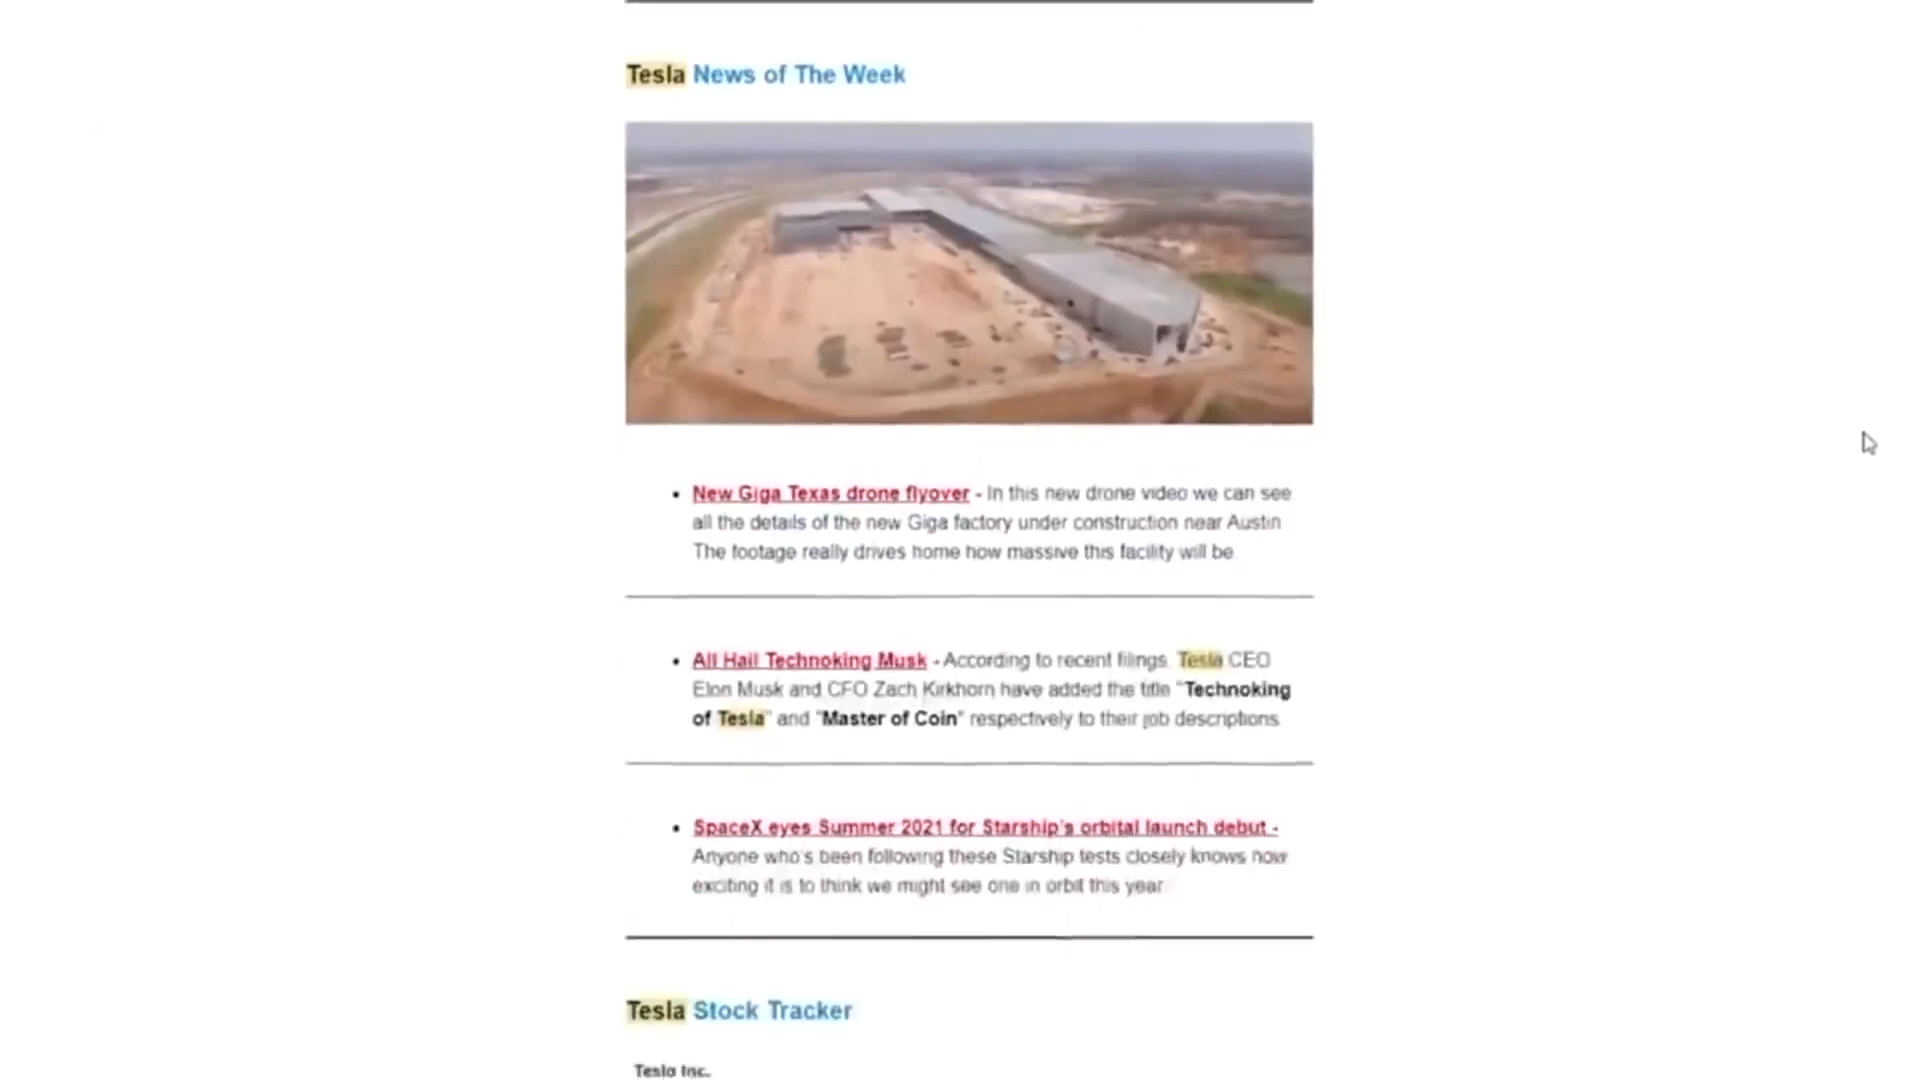 Tesla News of The Week
• New Giga Texas drone flyover - In this new drone video we can see
all the details of the new Giga factory under construction near Austin
The footage really drives home how massive this facility will be
• All Hail Technoking Musk - According to recent filings, Tesla CEO
Elon Musk and CFO Zach Kirkhorn have added the title "Technoking
of Tesla" and "Master of Coin" respectively to their job descriptions
• SpaceX eyes Summer 2021 for Starship's orbital launch debut -
Anyone who's been following these Starship tests closely knows how
exciting it is to think we might see one in orbit this year
Tesla Stock Tracker
Tesla Inc.